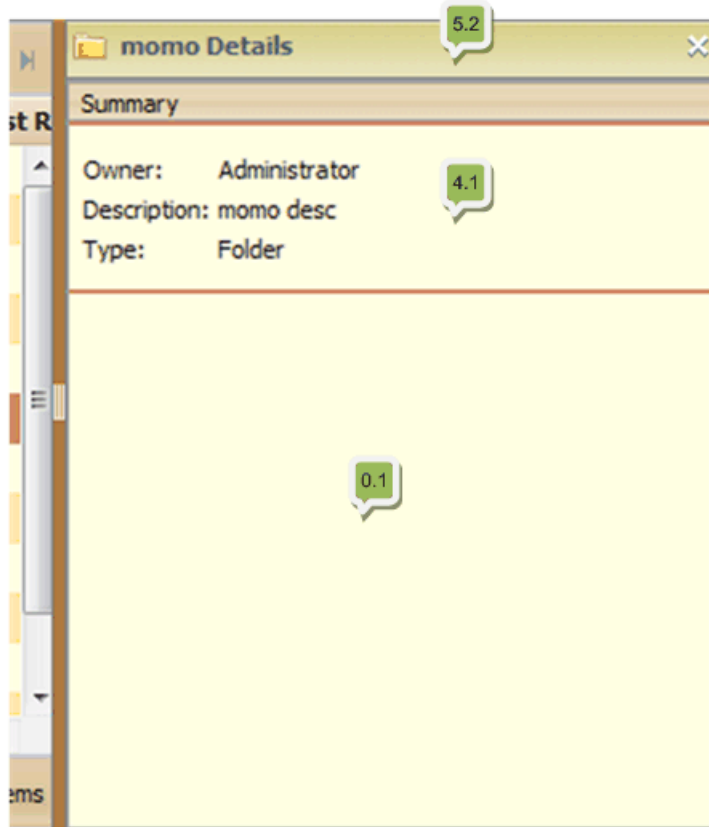 5.2
momo Details
Summary
st R
Owner: Administrator
4.1
Description: momo desc
Type: Folder
0.1
ems